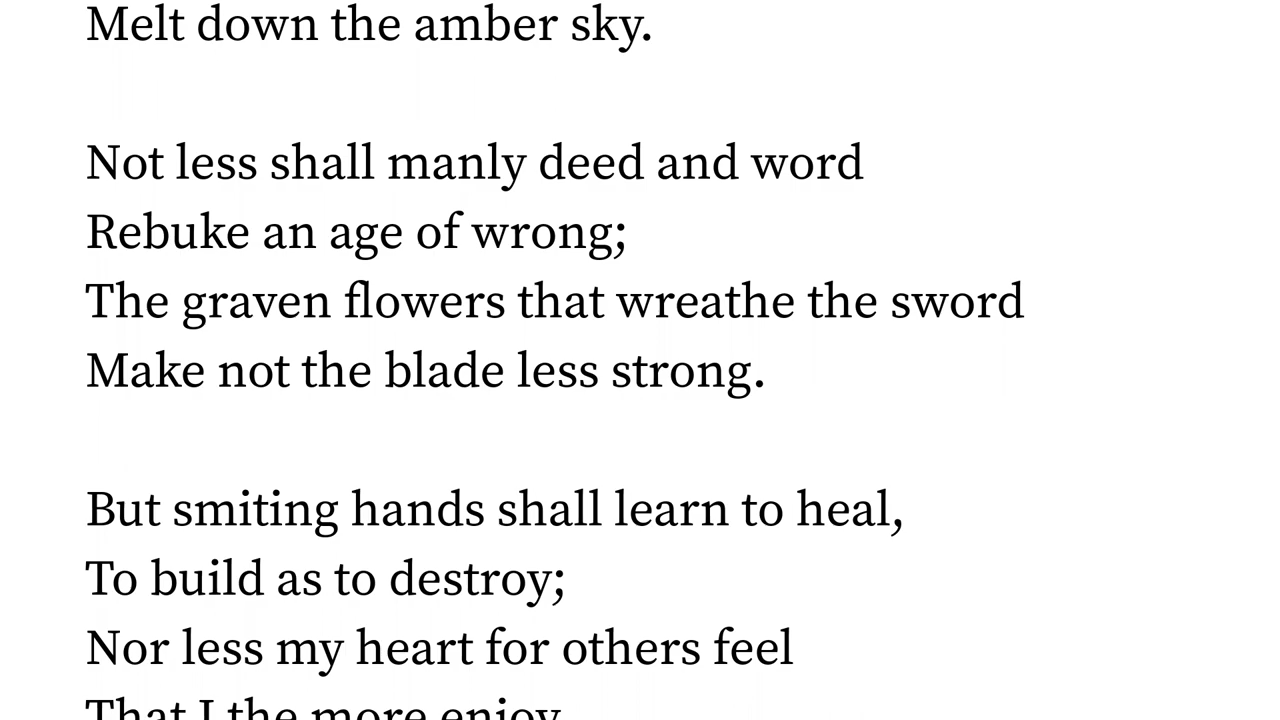 Melt down the amber sky.
Not less shall manly deed and word
Rebuke an age of wrong;
The graven flowers that wreathe the sword
Make not the blade less strong.
But smiting hands shall learn to heal,
To build as to destroy;
Nor less my heart for others feel
That I the more enjoy